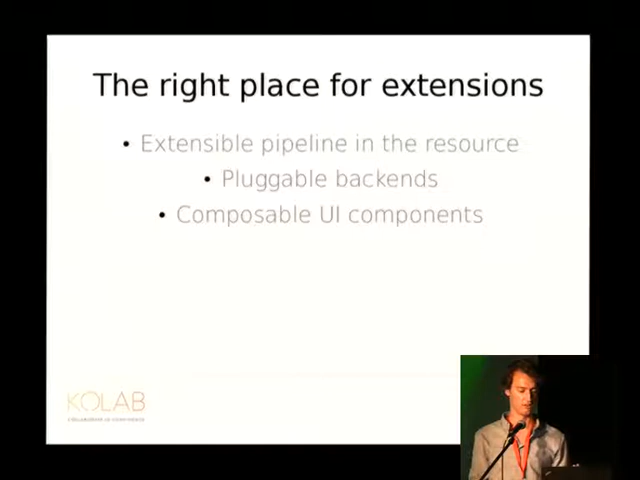 The right place for extensions
• Extensible pipeline in the resource
• Pluggable backends
• Composable UI components
KOLAB